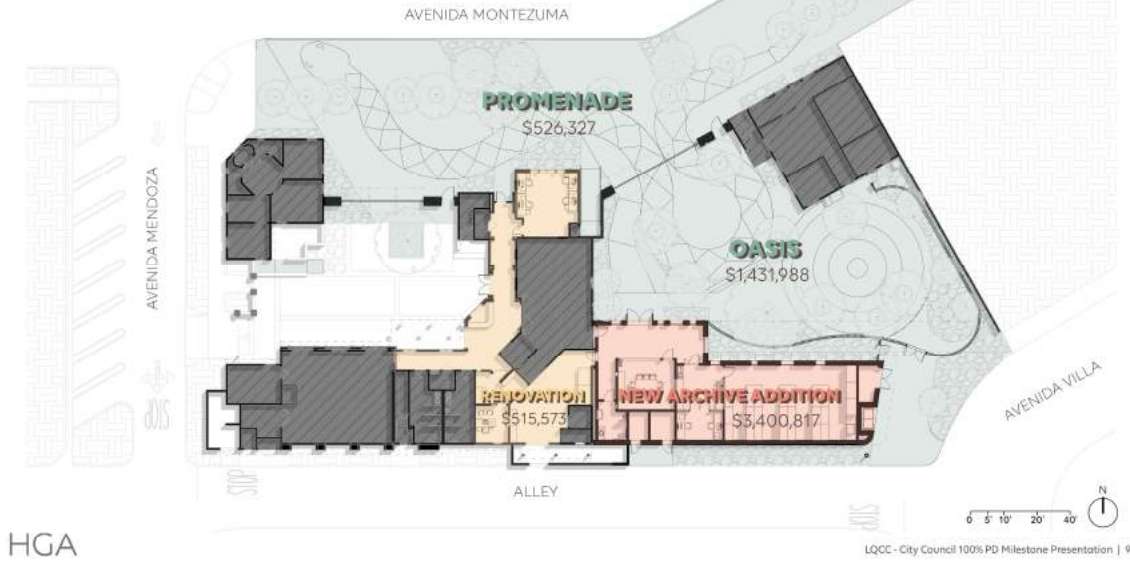 AVENIDA MONTEZUMA
PROMENADE
$526,327
AVENIDA MENDOZA
OASIS
$1,431,988
RENOVATION
$515,573
NEW ARCHIVE ADDITION
$3,400,817
AVENIDA VILLA
STOP
STOP
STOP
ALLEY
N
0 5' 10' 20' 40'
HGA
LQCC - City Council 100% PD Milestone Presentation | 9